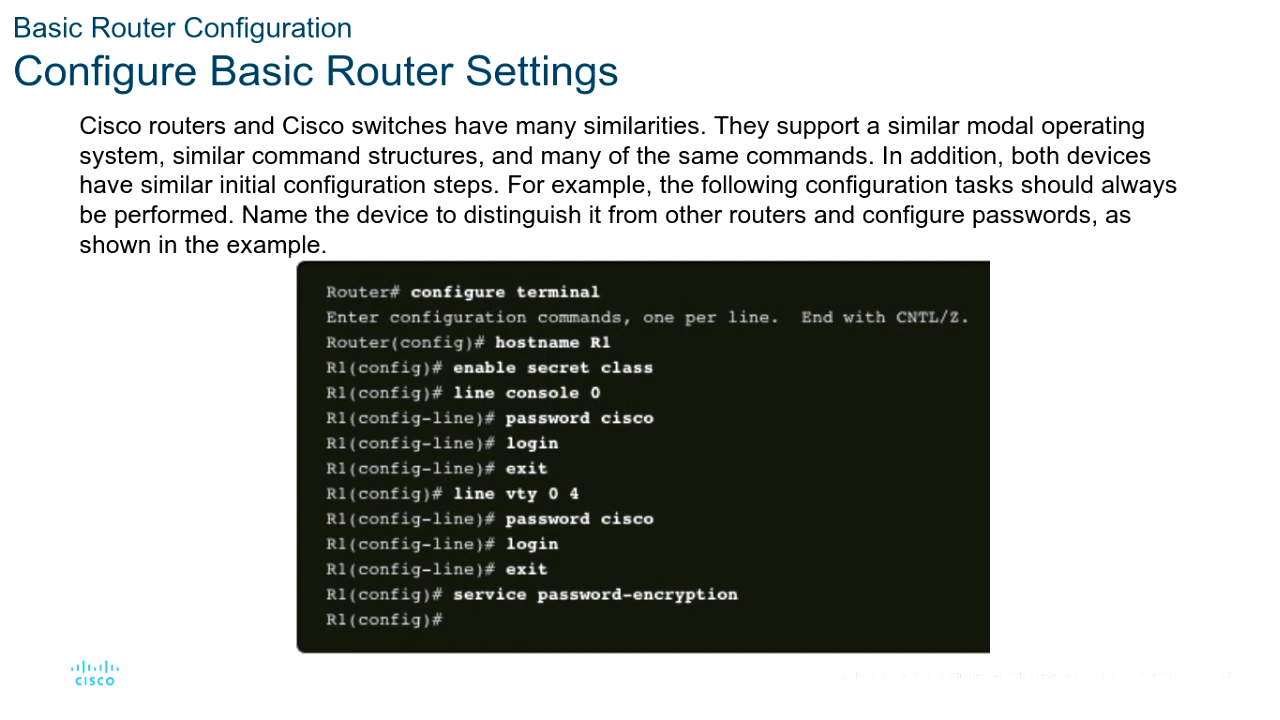 Basic Router Configuration
Configure Basic Router Settings
Cisco routers and Cisco switches have many similarities. They support a similar modal operating
system, similar command structures, and many of the same commands. In addition, both devices
have similar initial configuration steps. For example, the following configuration tasks should always
be performed. Name the device to distinguish it from other routers and configure passwords, as
shown in the example.
Router# configure terminal
Enter configuration commands, one per line.  End with CNTL/Z.
Router(config)# hostname R1
R1(config)# enable secret class
R1(config)# line console 0
R1(config-line)# password cisco
R1(config-line)# login
R1(config-line)# exit
R1(config)# line vty 0 4
R1(config-line)# password cisco
R1(config-line)# login
R1(config-line)# exit
R1(config)# service password-encryption
R1(config)#
CISCO